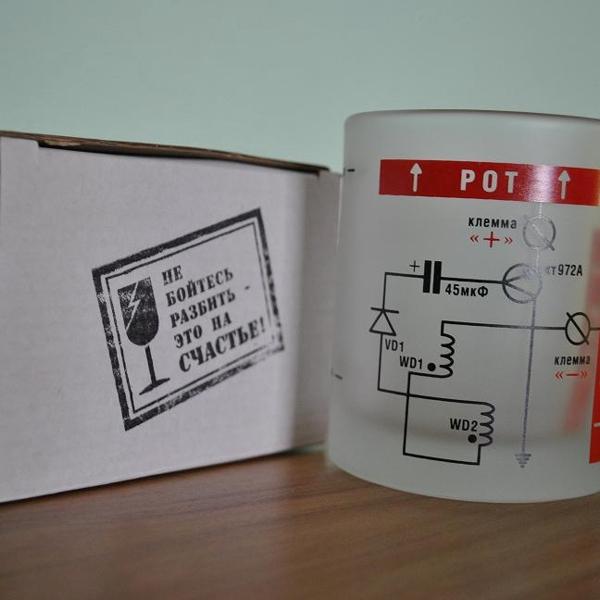 НЕ
БОЙТЕСЬ
РАЗБИТЬ -
ЭТО НА
СЧАСТЬЕ!
РОТ
клемма
«+»
+
45мкФ
кт972А
VD1
WD1
клемма
«−»
WD2